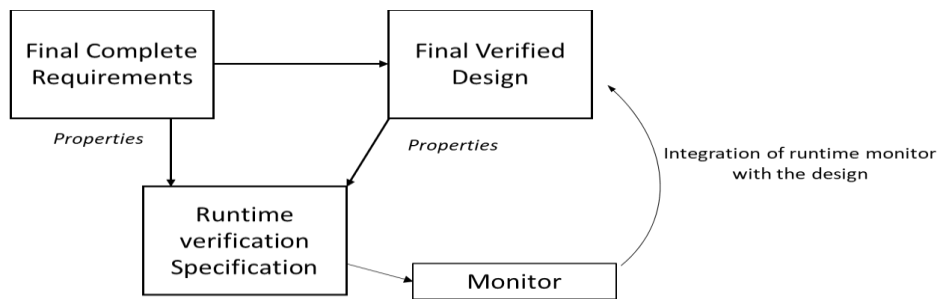 Final Complete
Requirements
Final Verified
Design
Properties
Properties
Integration of runtime monitor
with the design
Runtime
verification
Specification
Monitor